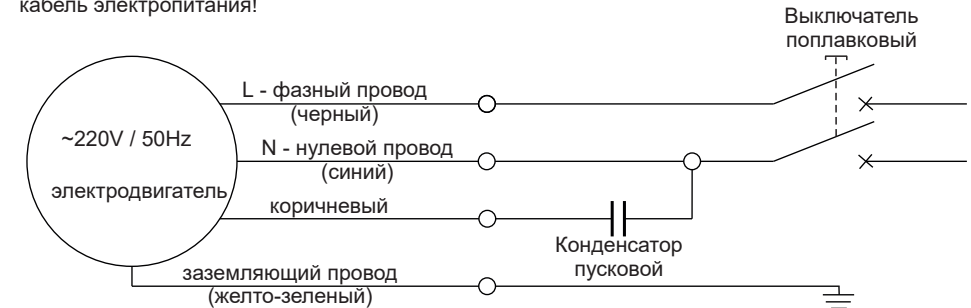 кабель электропитания!
Выключатель
поплавковый
L - фазный провод
(черный)
~220V / 50Hz
N - нулевой провод
(синий)
электродвигатель
коричневый
Конденсатор
пусковой
заземляющий провод
(желто-зеленый)